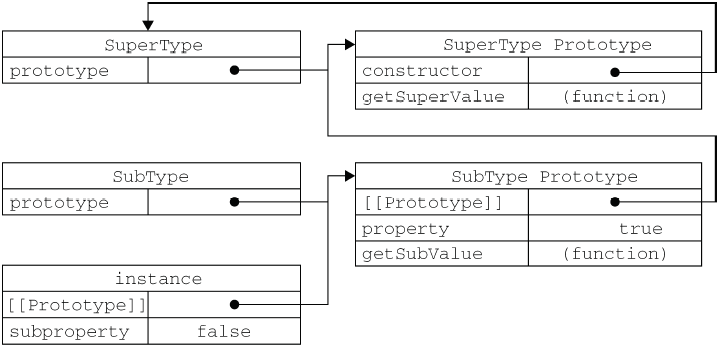 SuperType
prototype
SuperType Prototype
constructor
getSuperValue (function)
SubType
prototype
SubType Prototype
[[Prototype]]
property true
getSubValue (function)
instance
[[Prototype]]
subproperty false